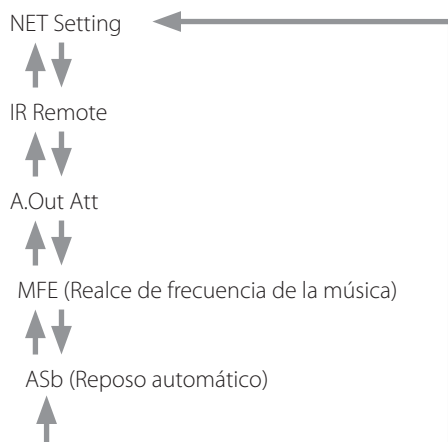 NET Setting
IR Remote
A.Out Att
MFE (Realce de frecuencia de la música)
ASb (Reposo automático)